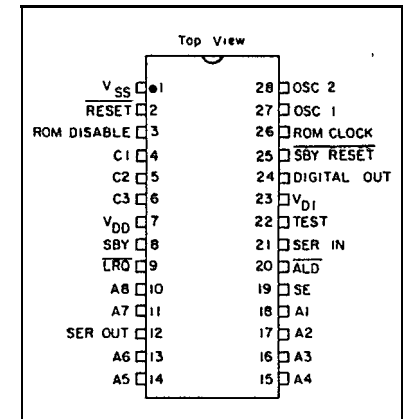 Top View
V SS 1 28 OSC 2
RESET 2 27 OSC 1
ROM DISABLE 3 26 ROM CLOCK
C1 4 25 SBY RESET
C2 5 24 DIGITAL OUT
C3 6 23 VDI
VDD 7 22 TEST
SBY 8 21 SER IN
LRQ 9 20 ALD
A8 10 19 SE
A7 11 18 A1
SER OUT 12 17 A2
A6 13 16 A3
A5 14 15 A4